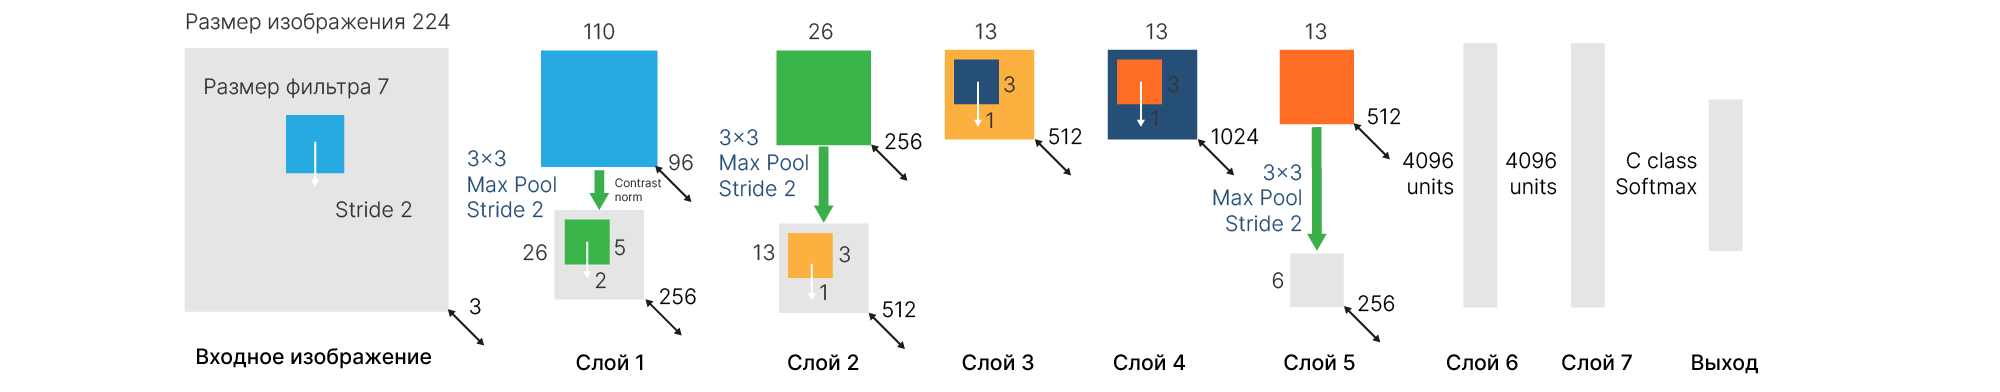 Размер изображения 224
Размер фильтра 7
Stride 2
3
Входное изображение
110
3×3
Max Pool
Stride 2
96
Contrast
norm
26
5
2
256
Слой 1
26
3×3
Max Pool
Stride 2
256
13
3
1
512
Слой 2
13
3
1
512
Слой 3
13
3
1
1024
Слой 4
13
512
3×3
Max Pool
Stride 2
6
256
Слой 5
4096
units
Слой 6
4096
units
Слой 7
C class
Softmax
Выход